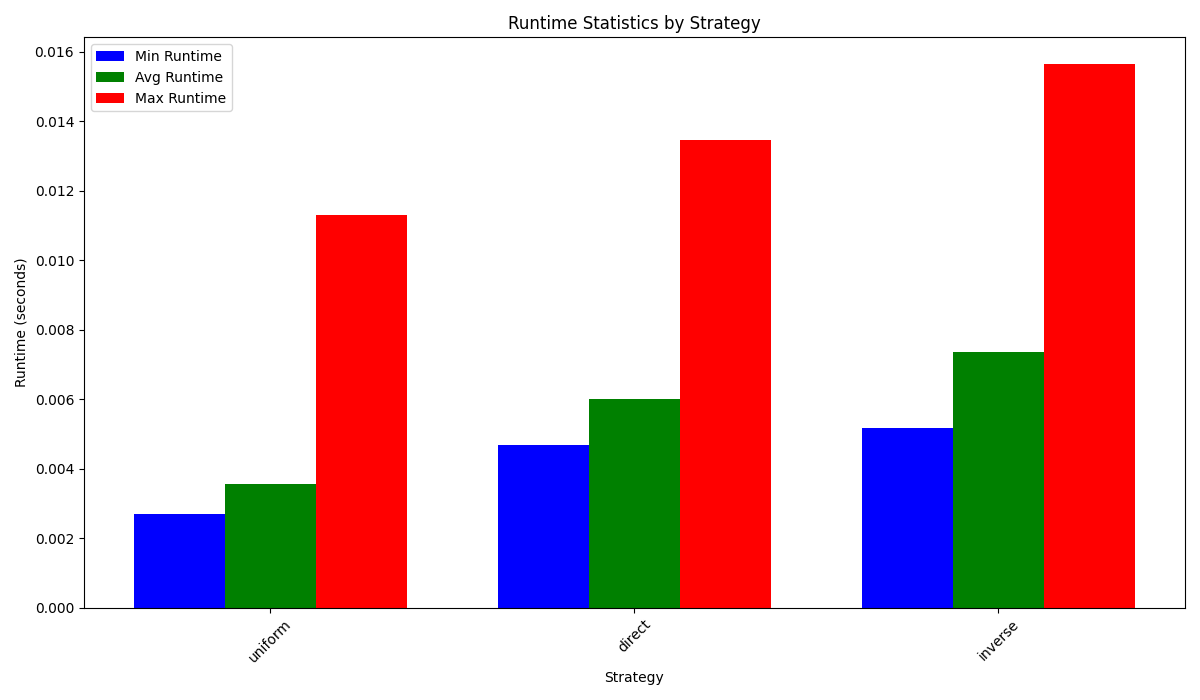 Runtime Statistics by Strategy
Min Runtime
Avg Runtime
Max Runtime
Runtime (seconds)
0.016
0.014
0.012
0.010
0.008
0.006
0.004
0.002
0.000
uniform
direct
inverse
Strategy